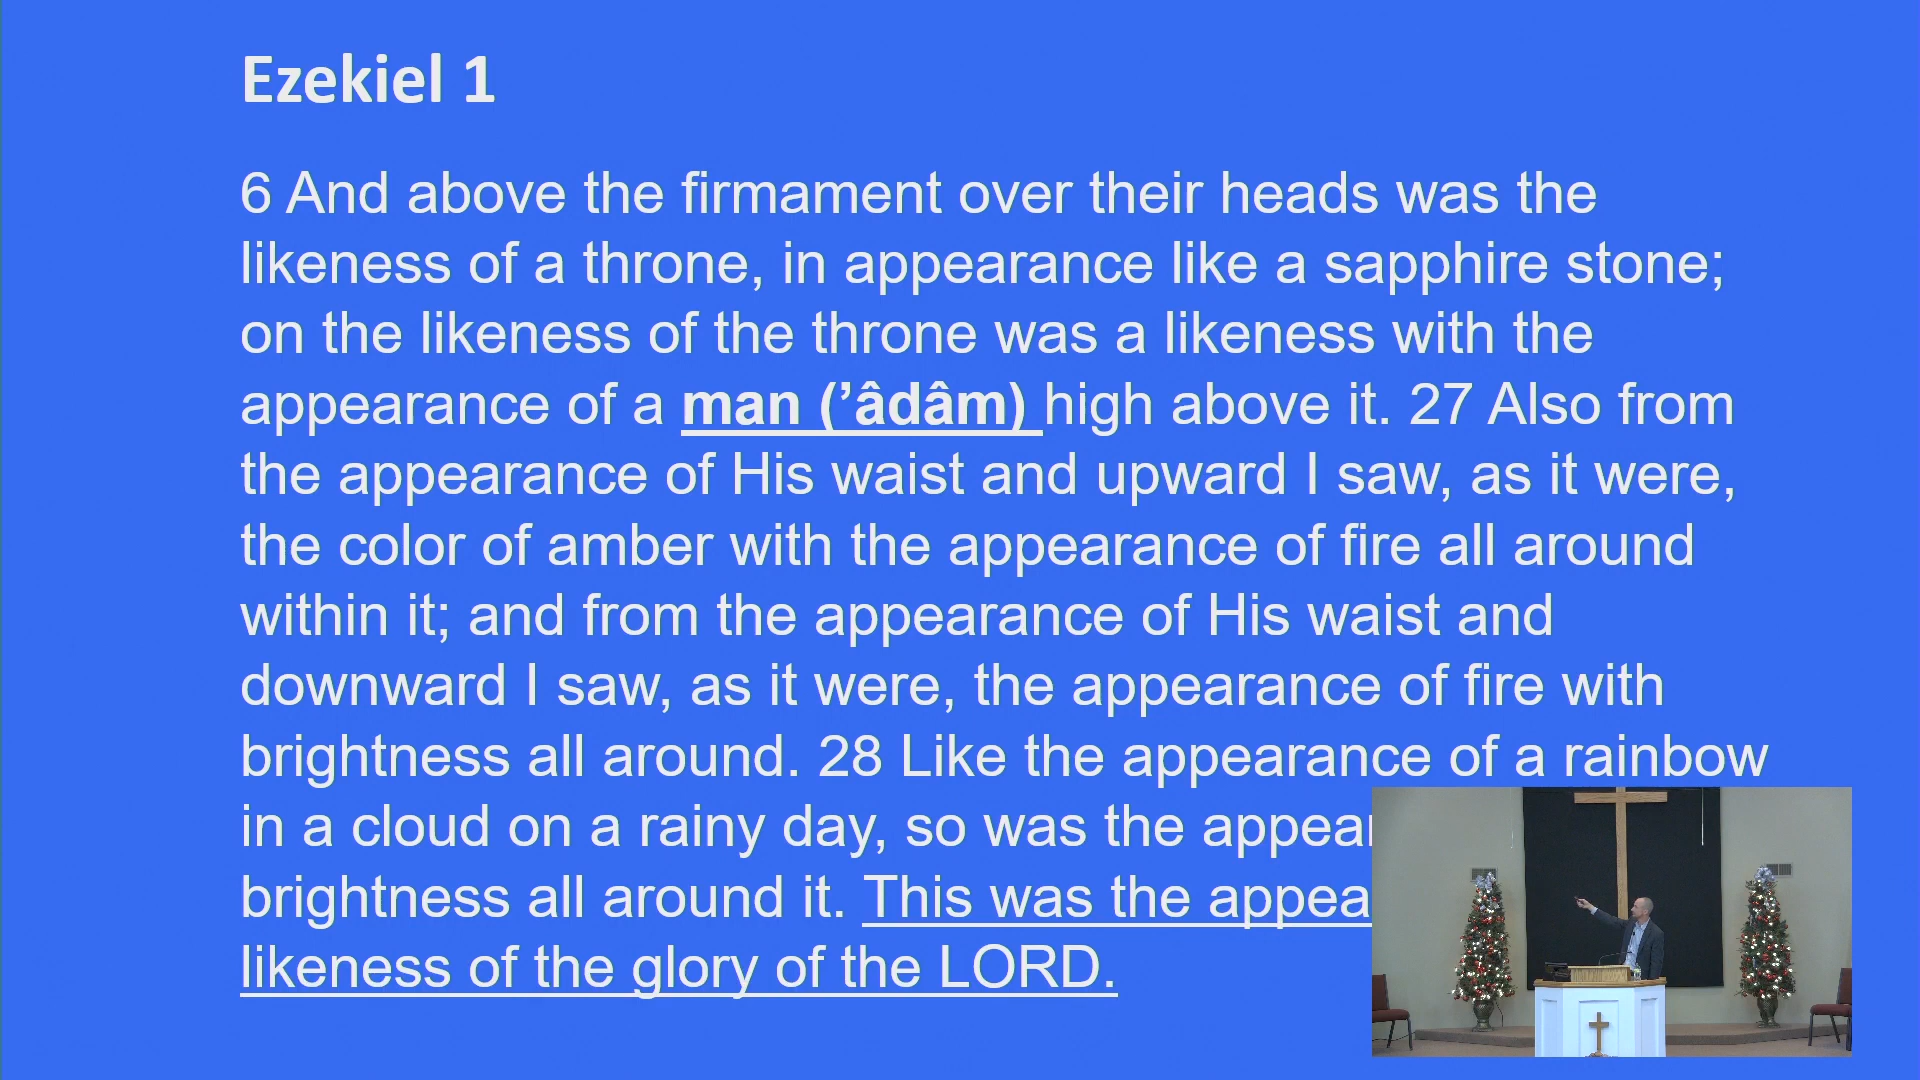 Ezekiel 1
6 And above the firmament over their heads was the
likeness of a throne, in appearance like a sapphire stone;
on the likeness of the throne was a likeness with the
appearance of a man (’âdâm) high above it. 27 Also from
the appearance of His waist and upward I saw, as it were,
the color of amber with the appearance of fire all around
within it; and from the appearance of His waist and
downward I saw, as it were, the appearance of fire with
brightness all around. 28 Like the appearance of a rainbow
in a cloud on a rainy day, so was the
brightness all around it. This was the
likeness of the glory of the LORD.